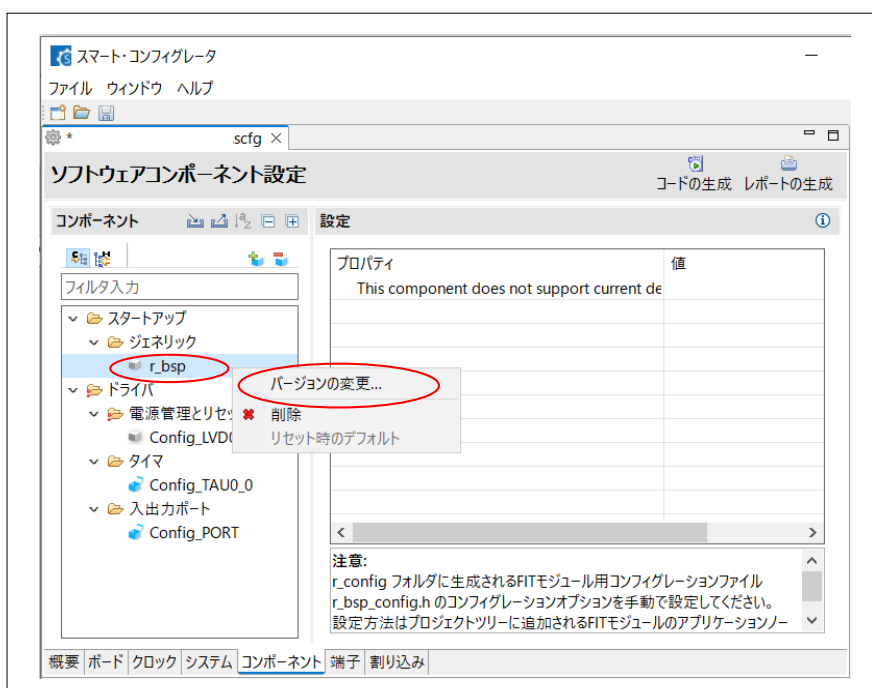 スマート・コンフィグレータ
ファイル ウィンドウ ヘルプ
* scfg
ソフトウェアコンポーネント設定
コードの生成 レポートの生成
コンポーネント
設定
フィルタ入力
プロパティ 値
This component does not support current de
スタートアップ
ジェネリック
r_bsp
バージョンの変更...
ドライバ
電源管理とリセッ
削除
Config_LVD0
リセット時のデフォルト
タイマ
Config_TAU0_0
入出力ポート
Config_PORT
注意:
r_config フォルダに生成されるFITモジュール用コンフィグレーションファイル
r_bsp_config.h のコンフィグレーションオプションを手動で設定してください。
設定方法はプロジェクトツリーに追加されるFITモジュールのアプリケーションノー
概要 ボード クロック システム コンポーネント 端子 割り込み